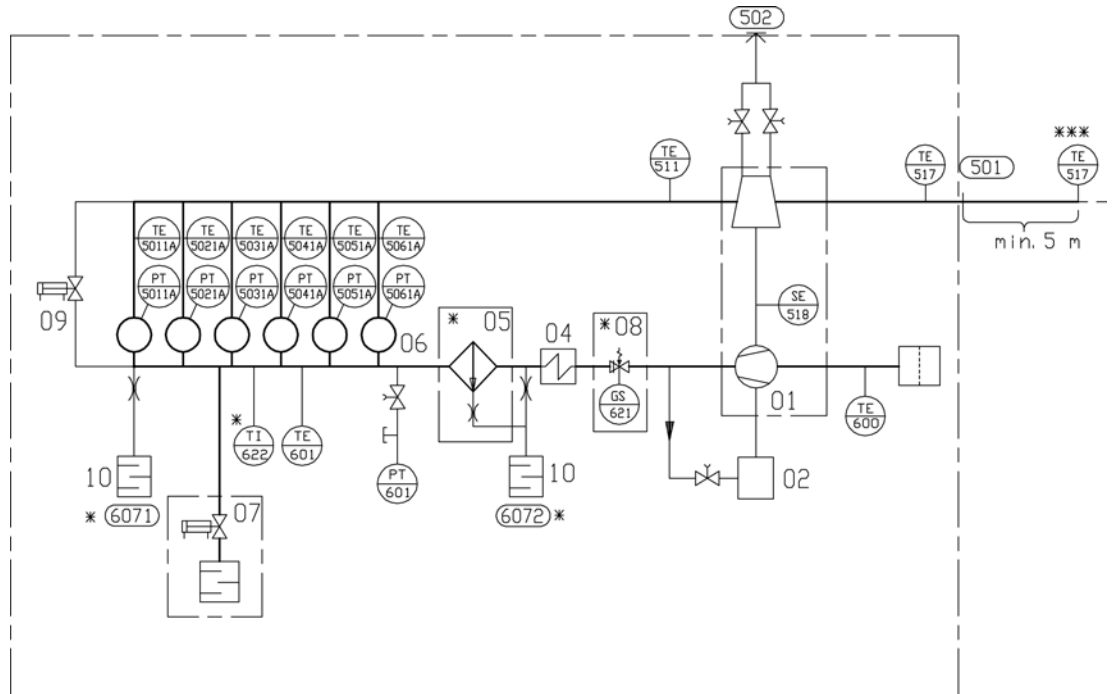 502
***
TE 511
TE 517
501
TE 517
min. 5 m
TE 5011A
TE 5021A
TE 5031A
TE 5041A
TE 5051A
TE 5061A
PT 5011A
PT 5021A
PT 5031A
PT 5041A
PT 5051A
PT 5061A
SE 518
09
06
* 05
04
* 08
GS 621
01
TE 600
* TI 622
TE 601
PT 601
10
* 6071
07
10
6072 *
02